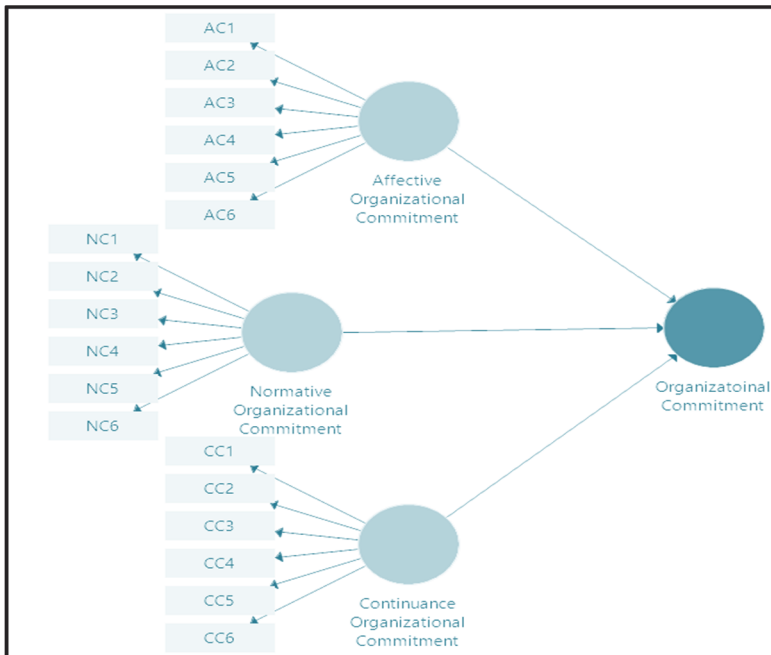 AC1
AC2
AC3
AC4
AC5
AC6
Affective
Organizational
Commitment
NC1
NC2
NC3
NC4
NC5
NC6
Normative
Organizational
Commitment
Organizatoinal
Commitment
CC1
CC2
CC3
CC4
CC5
CC6
Continuance
Organizational
Commitment